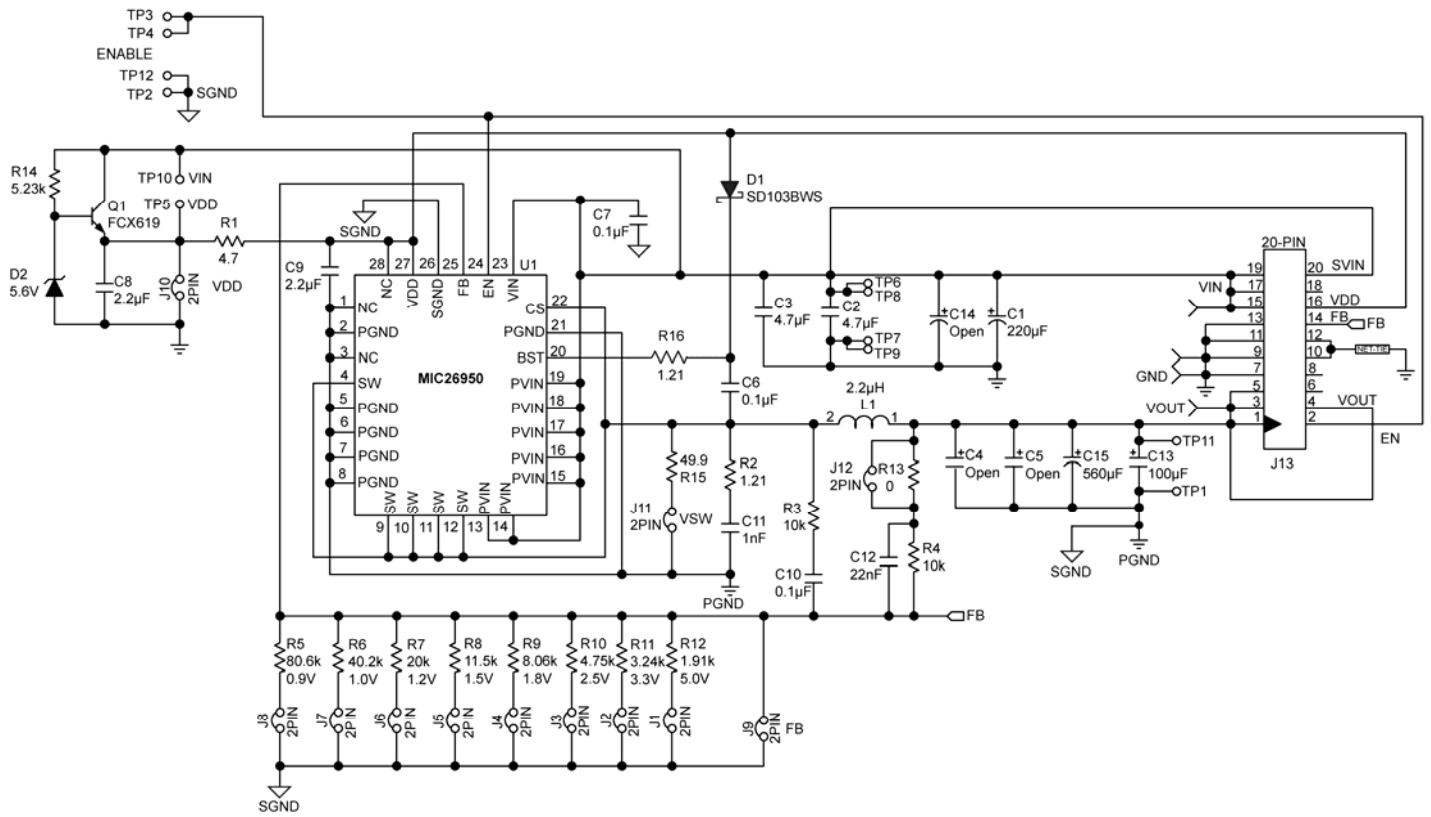 TP3
TP4
ENABLE
TP12
TP2
SGND
R14
5.23k
Q1
FCX619
TP10
VIN
TP5
VDD
R1
4.7
D2
5.6V
C8
2.2µF
J10
2PIN
VDD
C9
2.2µF
SGND
28
27
26
25
24
23
U1
NC
VDD
SGND
FB
EN
VIN
1
NC
2
PGND
3
NC
4
SW
5
PGND
6
PGND
7
PGND
8
PGND
MIC26950
CS
22
PGND
21
BST
20
PVIN
19
PVIN
18
PVIN
17
PVIN
16
PVIN
15
SW
SW
SW
SW
PVIN
PVIN
9
10
11
12
13
14
C7
0.1µF
D1
SD103BWS
R16
1.21
C6
0.1µF
C3
4.7µF
C2
4.7µF
TP6
TP8
TP7
TP9
C14
Open
C1
220µF
2.2µH
2
L1
1
49.9
R15
J11
2PIN
VSW
R2
1.21
C11
1nF
PGND
R3
10k
C10
0.1µF
J12
2PIN
R13
0
C12
22nF
R4
10k
C4
Open
C5
Open
C15
560µF
C13
100µF
TP11
TP1
SGND
PGND
20-PIN
19
20
SVIN
VIN
17
18
15
16
VDD
13
14
FB
FB
11
12
9
10
NET-TIE
GND
7
8
5
6
VOUT
3
4
VOUT
1
2
EN
J13
FB
R5
80.6k
0.9V
R6
40.2k
1.0V
R7
20k
1.2V
R8
11.5k
1.5V
R9
8.06k
1.8V
R10
4.75k
2.5V
R11
3.24k
3.3V
R12
1.91k
5.0V
J8
2PIN
J7
2PIN
J6
2PIN
J5
2PIN
J4
2PIN
J3
2PIN
J2
2PIN
J1
2PIN
J9
2PIN
FB
SGND